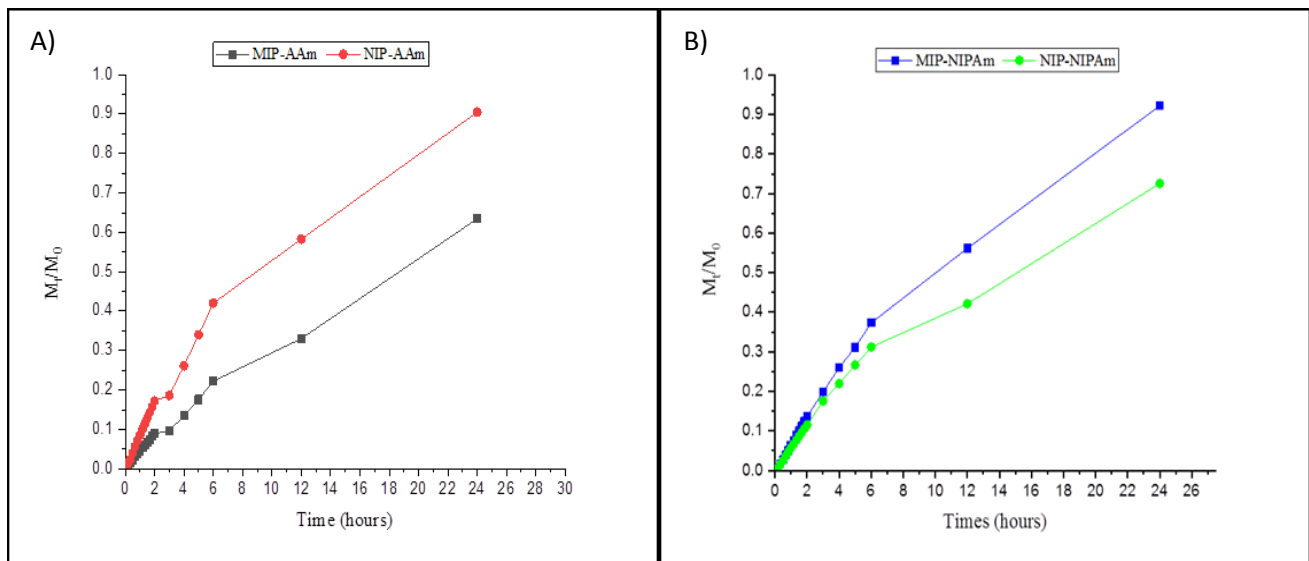 A)
MIP-AAm NIP-AAm
1.0
0.9
0.8
0.7
0.6
0.5
0.4
0.3
0.2
0.1
0.0
Mt/M0
0 2 4 6 8 10 12 14 16 18 20 22 24 26 28 30
Time (hours)
B)
MIP-NIPAm NIP-NIPAm
1.0
0.9
0.8
0.7
0.6
0.5
0.4
0.3
0.2
0.1
0.0
Mt/M0
0 2 4 6 8 10 12 14 16 18 20 22 24 26
Times (hours)